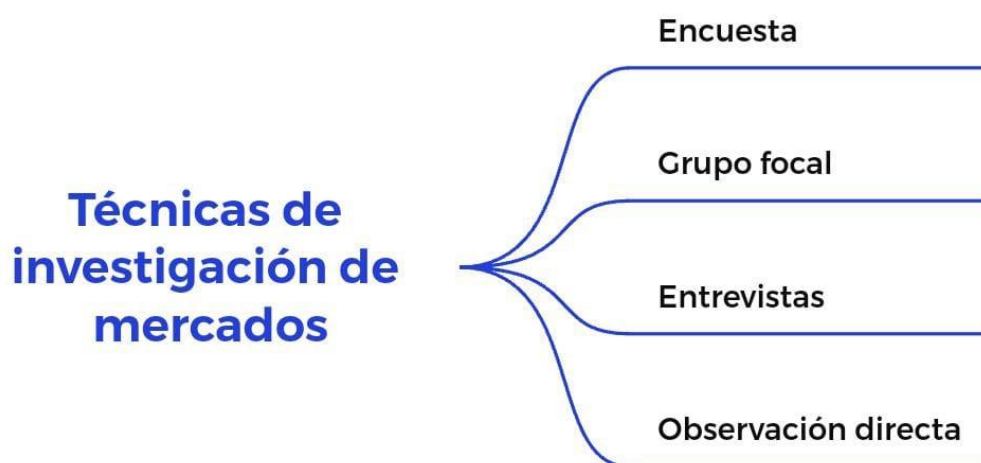 Técnicas de
investigación de
mercados
Encuesta
Grupo focal
Entrevistas
Observación directa